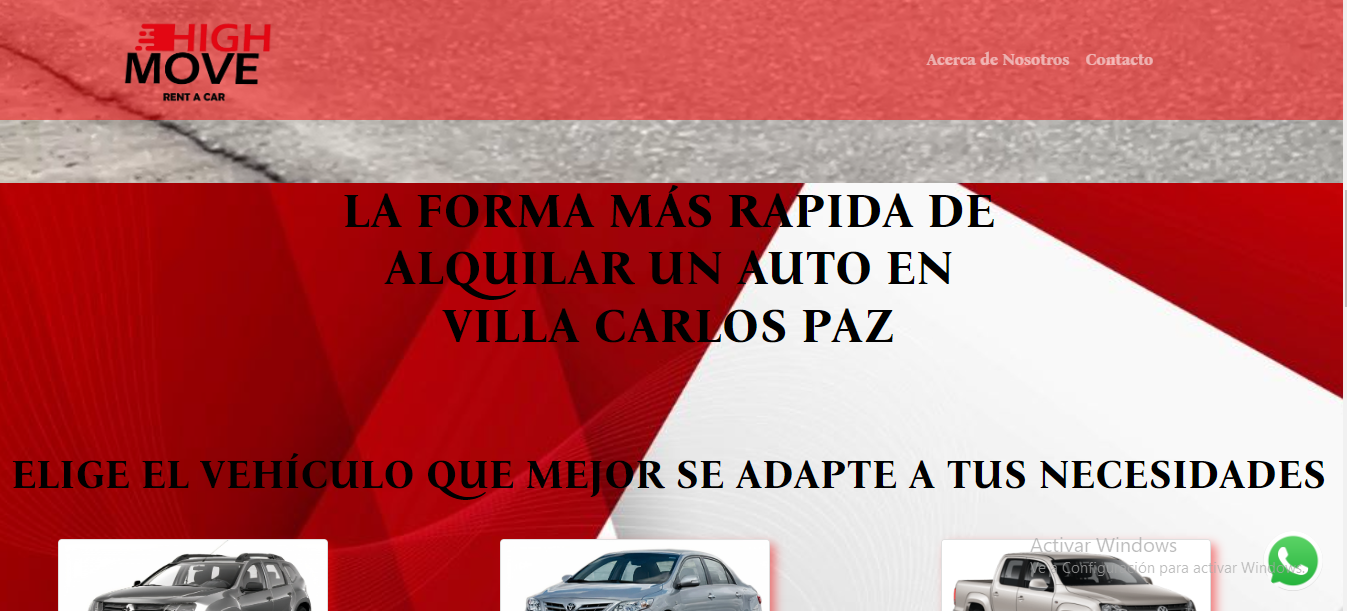 HIGH
MOVE
RENT A CAR
Acerca de Nosotros Contacto
LA FORMA MÁS RAPIDA DE
ALQUILAR UN AUTO EN
VILLA CARLOS PAZ
ELIGE EL VEHÍCULO QUE MEJOR SE ADAPTE A TUS NECESIDADES
Activar Windows
Ve a Configuración para activar Windows.